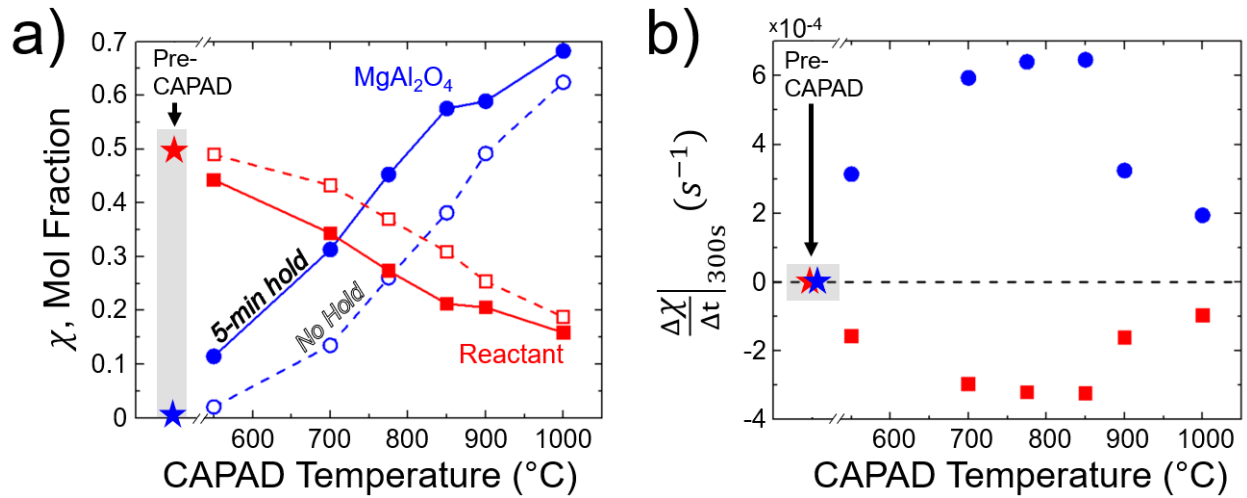 a)
0.7
0.6
0.5
0.4
0.3
0.2
0.1
0
χ, Mol Fraction
Pre-
CAPAD
MgAl₂O₄
5-min hold
No Hold
Reactant
600 700 800 900 1000
CAPAD Temperature (°C)
b)
×10⁻⁴
6
4
2
0
-2
-4
Δχ/Δt|300s (s⁻¹)
Pre-
CAPAD
600 700 800 900 1000
CAPAD Temperature (°C)